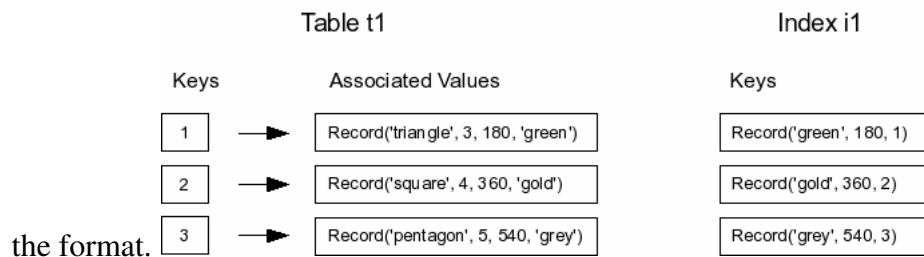 Table t1 Index i1
Keys Associated Values Keys
1 Record('triangle', 3, 180, 'green') Record('green', 180, 1)
2 Record('square', 4, 360, 'gold') Record('gold', 360, 2)
the format. 3 Record('pentagon', 5, 540, 'grey') Record('grey', 540, 3)